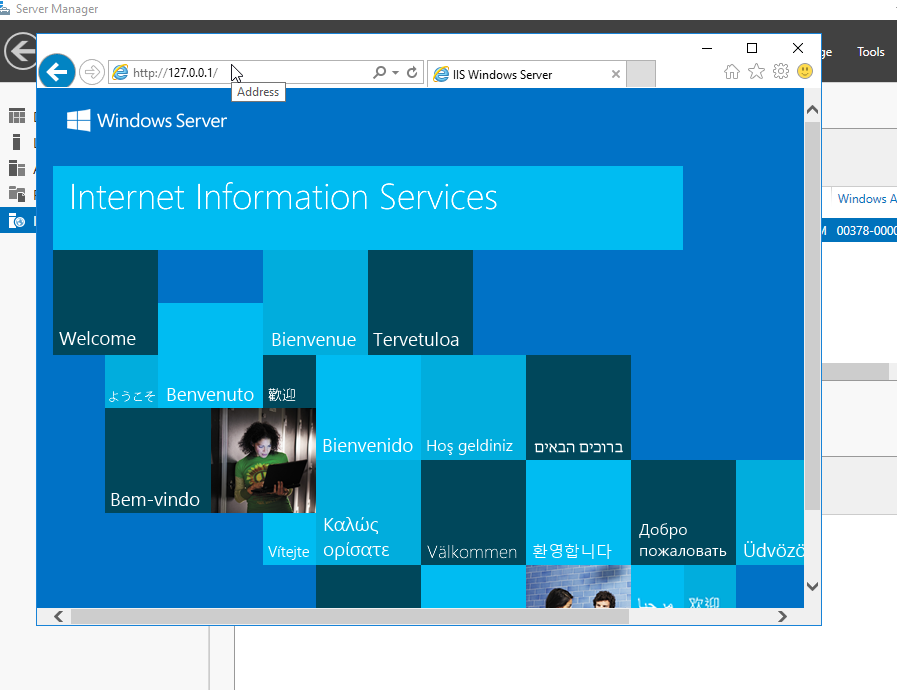 Server Manager
ge
Tools
http://127.0.0.1/
IIS Windows Server
Address
Windows Server
Windows A
M
00378-0000
Internet Information Services
Welcome
Bienvenue
Tervetuloa
ようこそ
Benvenuto
歡迎
Bienvenido
Hoş geldiniz
ברוכים הבאים
Bem-vindo
Vítejte
Καλώς
ορίσατε
Välkommen
환영합니다
Добро
пожаловать
Üdvözö
欢迎